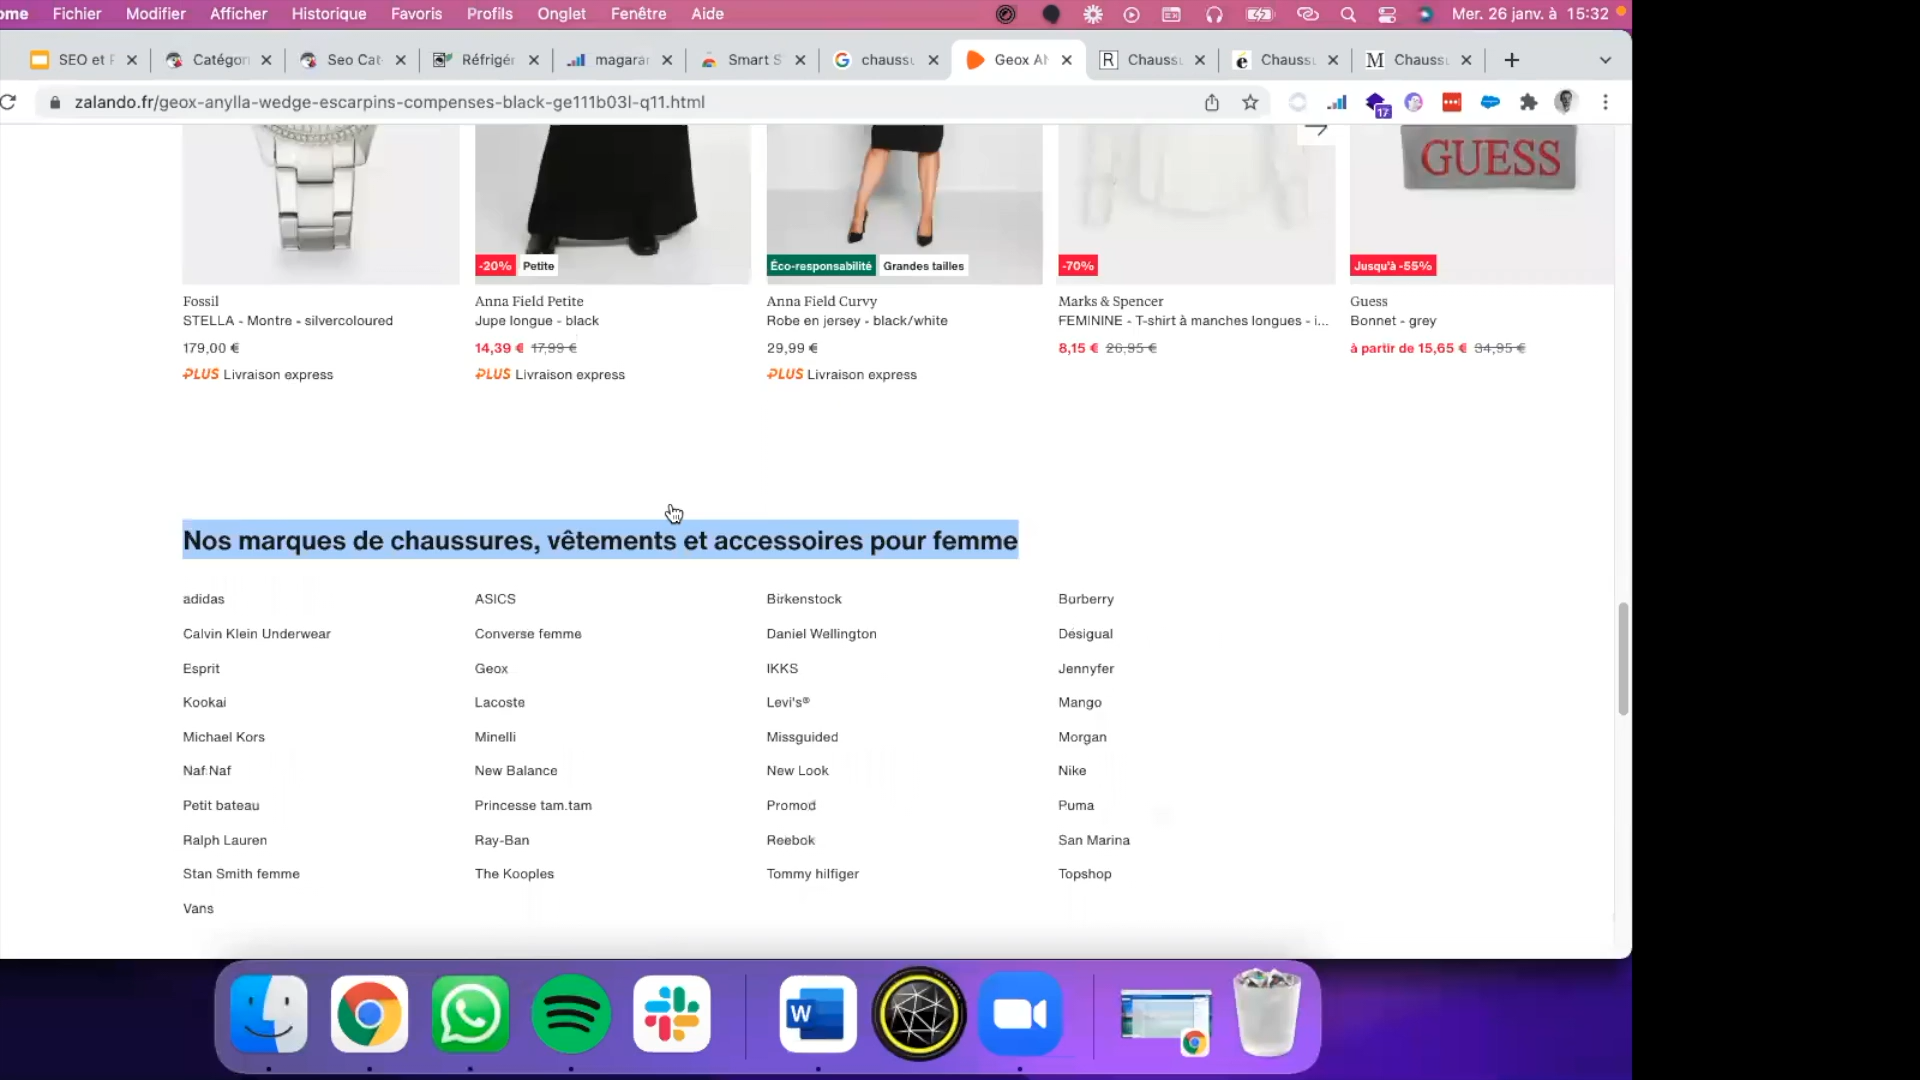 ome Fichier Modifier Afficher Historique Favoris Profils Onglet Fenêtre Aide Mer. 26 janv. à 15:32
SEO et F Catégor Seo Cat Réfrigér magarar Smart S chaussu Geox AN Chaussu Chaussu Chaussu
zalando.fr/geox-anylla-wedge-escarpins-compenses-black-ge111b03l-q11.html
17
GUESS
-20% Petite Éco-responsabilité Grandes tailles -70% Jusqu'à -55%
Fossil Anna Field Petite Anna Field Curvy Marks & Spencer Guess
STELLA - Montre - silvercoloured Jupe longue - black Robe en jersey - black/white FEMININE - T-shirt à manches longues - i... Bonnet - grey
179,00 € 14,39 € 17,99 € 29,99 € 8,15 € 26,95 € à partir de 15,65 € 34,95 €
PLUS Livraison express PLUS Livraison express PLUS Livraison express
Nos marques de chaussures, vêtements et accessoires pour femme
adidas ASICS Birkenstock Burberry
Calvin Klein Underwear Converse femme Daniel Wellington Desigual
Esprit Geox IKKS Jennyfer
Kookai Lacoste Levi's® Mango
Michael Kors Minelli Missguided Morgan
Naf Naf New Balance New Look Nike
Petit bateau Princesse tam.tam Promod Puma
Ralph Lauren Ray-Ban Reebok San Marina
Stan Smith femme The Kooples Tommy hilfiger Topshop
Vans
W